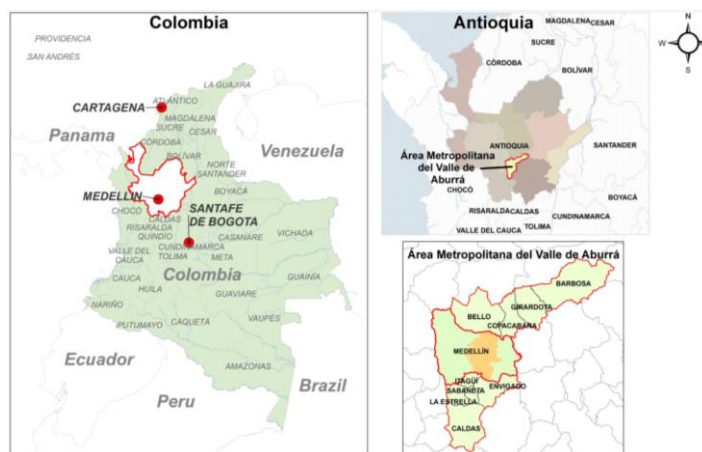 Colombia
PROVIDENCIA
SAN ANDRÉS
LA GUAJIRA
ATLÁNTICO
CARTAGENA
MAGDALENA
SUCRE
CESAR
Panama
CÓRDOBA
Venezuela
BOLÍVAR
NORTE
SANTANDER
MEDELLIN
BOYACA
CHOCÓ
CALDAS
SANTAFE
DE BOGOTA
RISARALDA
QUINDIO
CASANARE
VICHADA
CUNDINAMARCA
VALLE DEL
CAUCA
TOLIMA
META
Colombia
CAUCA
HUILA
GUAINÍA
GUAVIARE
NARIÑO
VAUPÉS
PUTUMAYO
CAQUETA
Ecuador
AMAZONAS
Peru
Brazil
Antioquia
MAGDALENA
CESAR
SUCRE
CÓRDOBA
BOLÍVAR
ANTIOQUIA
SANTANDER
Área Metropolitana
del Valle de
Aburrá
CHOCÓ
BOYACÁ
RISARALDA
CALDAS
CUNDINAMARCA
VALLE DEL CAUCA
TOLIMA
N
W
E
S
Área Metropolitana del Valle de Aburrá
BARBOSA
GIRARDOTA
BELLO
COPACABANA
MEDELLÍN
ITAGÜÍ
SABANETA
ENVIGADO
LA ESTRELLA
CALDAS